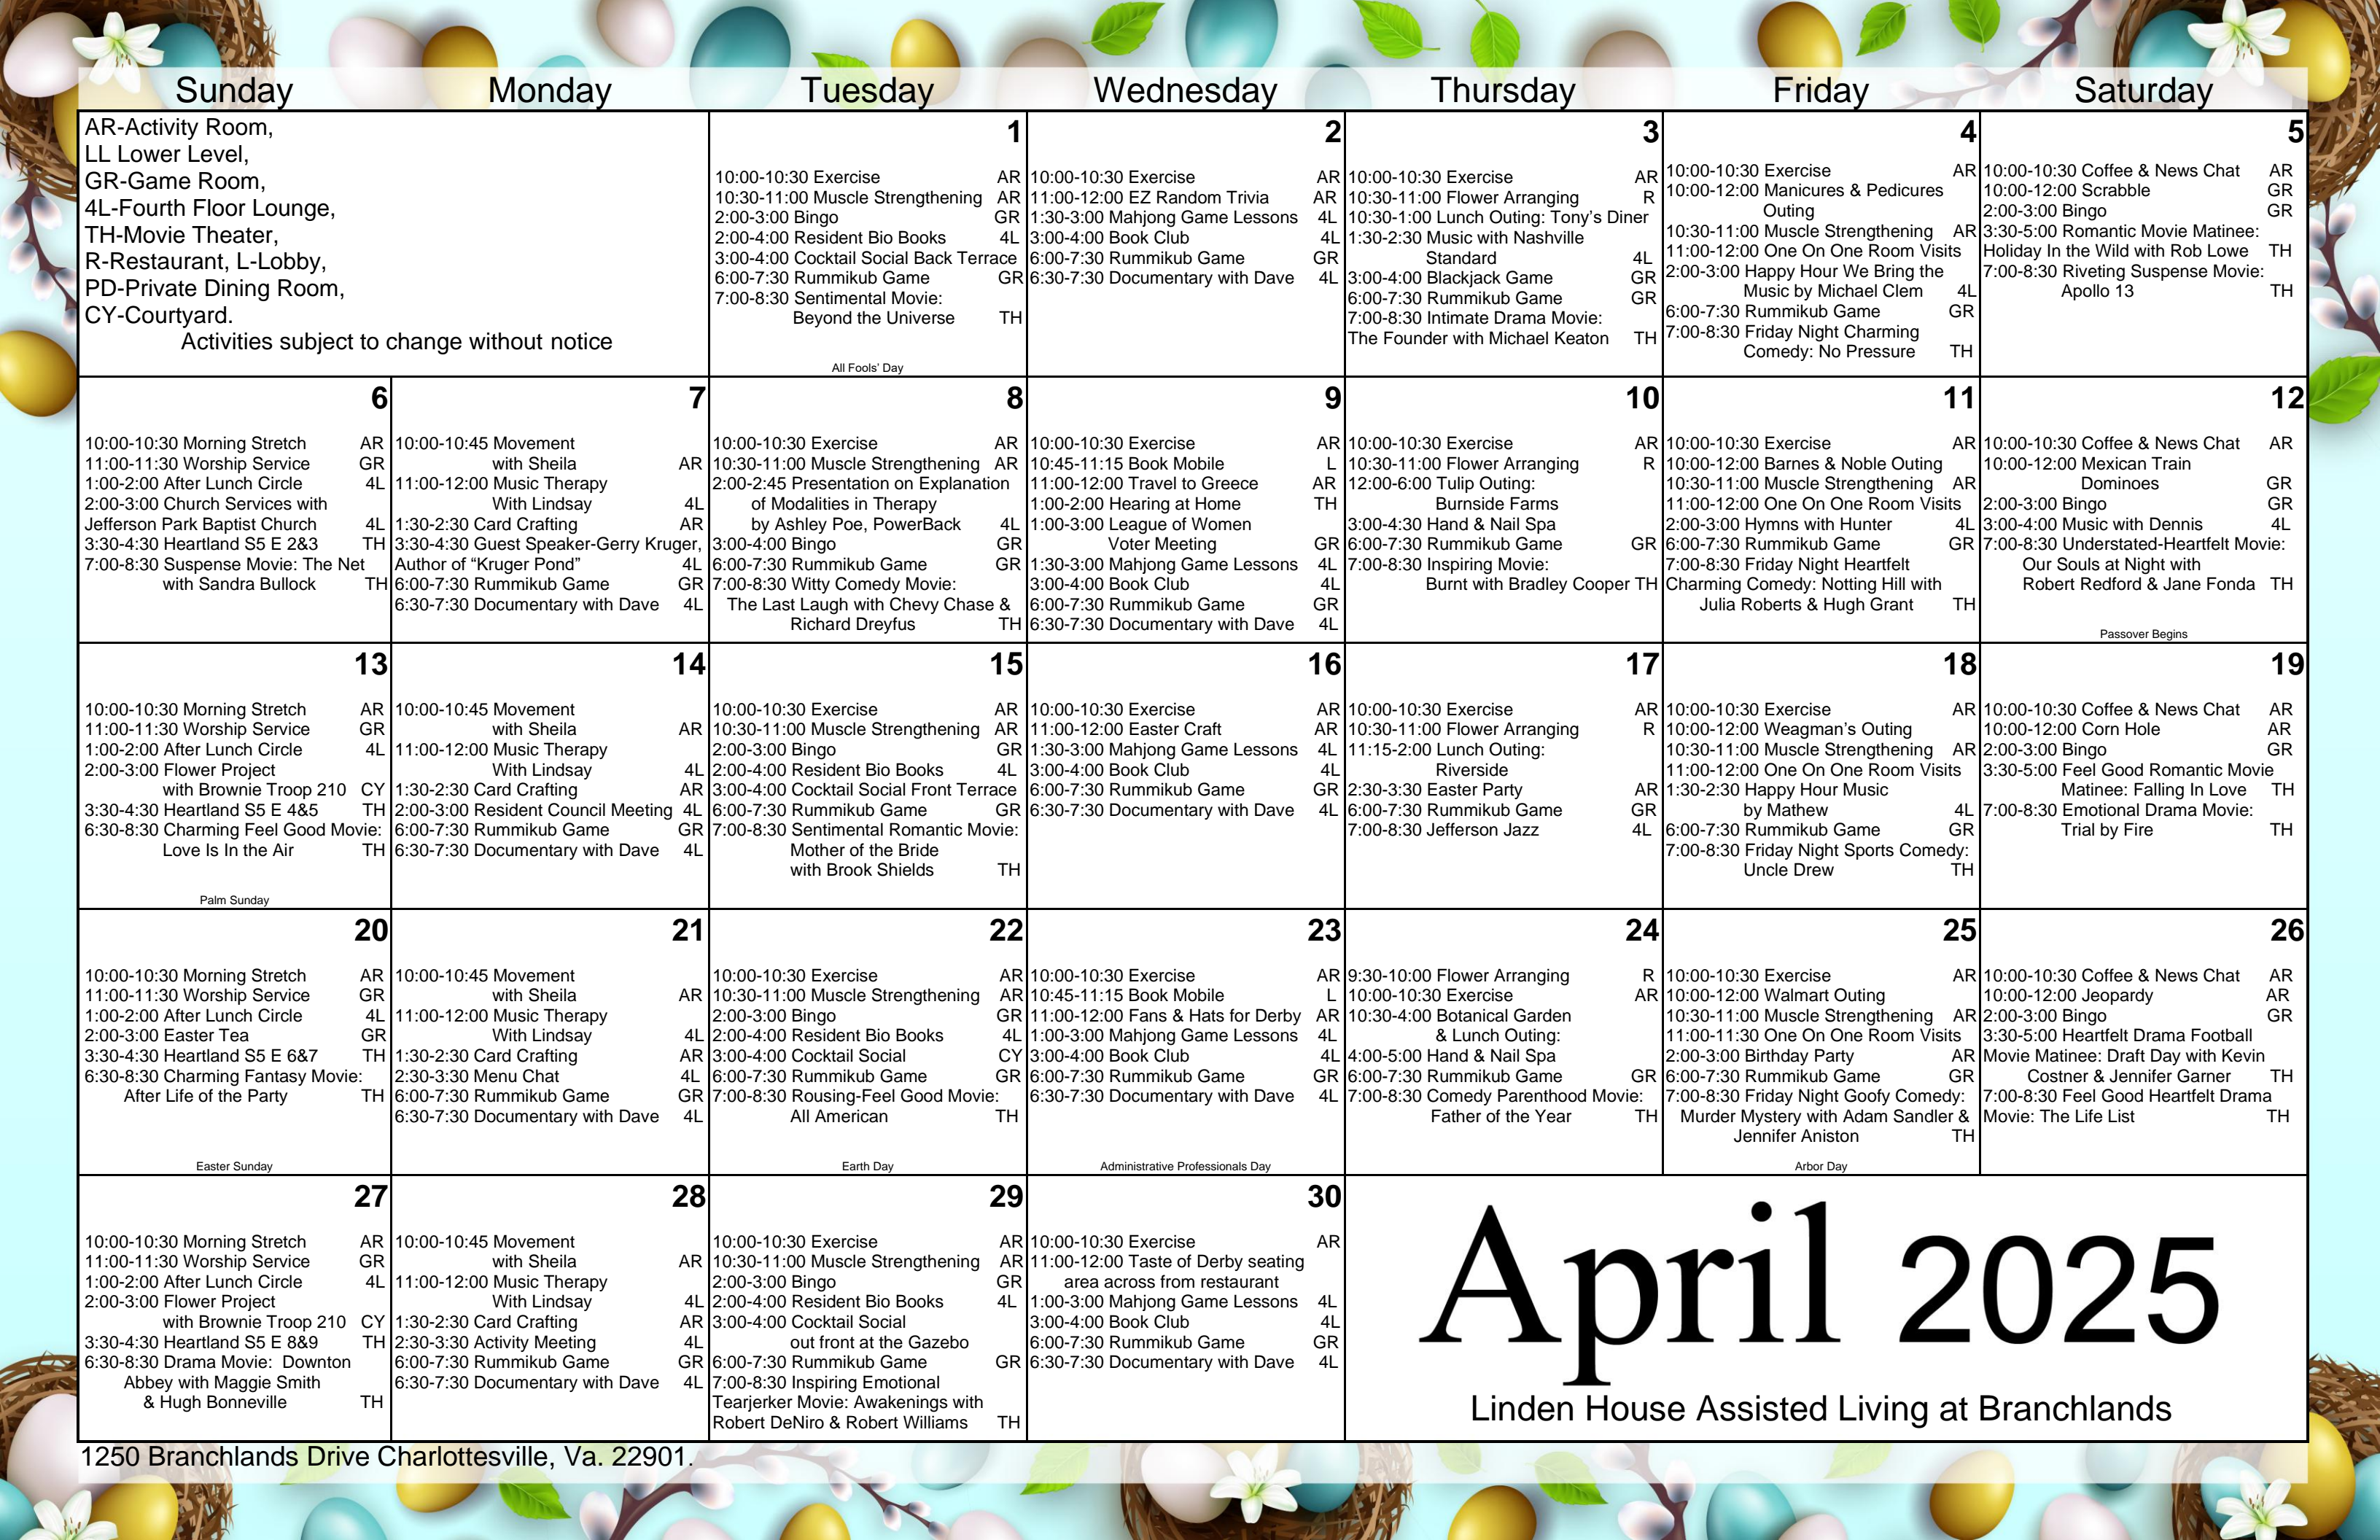 Sunday Monday Tuesday Wednesday Thursday Friday Saturday
AR-Activity Room,
LL Lower Level,
GR-Game Room,
4L-Fourth Floor Lounge,
TH-Movie Theater,
R-Restaurant, L-Lobby,
PD-Private Dining Room,
CY-Courtyard.
Activities subject to change without notice
1
10:00-10:30 Exercise AR
10:30-11:00 Muscle Strengthening AR
2:00-3:00 Bingo GR
2:00-4:00 Resident Bio Books 4L
3:00-4:00 Cocktail Social Back Terrace
6:00-7:30 Rummikub Game GR
7:00-8:30 Sentimental Movie:
Beyond the Universe TH
All Fools' Day
2
10:00-10:30 Exercise AR
11:00-12:00 EZ Random Trivia AR
1:30-3:00 Mahjong Game Lessons 4L
3:00-4:00 Book Club 4L
6:00-7:30 Rummikub Game GR
6:30-7:30 Documentary with Dave 4L
3
10:00-10:30 Exercise AR
10:30-11:00 Flower Arranging R
10:30-1:00 Lunch Outing: Tony's Diner
1:30-2:30 Music with Nashville
Standard 4L
3:00-4:00 Blackjack Game GR
6:00-7:30 Rummikub Game GR
7:00-8:30 Intimate Drama Movie:
The Founder with Michael Keaton TH
4
10:00-10:30 Exercise AR
10:00-12:00 Manicures & Pedicures
Outing
10:30-11:00 Muscle Strengthening AR
11:00-12:00 One On One Room Visits
2:00-3:00 Happy Hour We Bring the
Music by Michael Clem 4L
6:00-7:30 Rummikub Game GR
7:00-8:30 Friday Night Charming
Comedy: No Pressure TH
5
10:00-10:30 Coffee & News Chat AR
10:00-12:00 Scrabble GR
2:00-3:00 Bingo GR
3:30-5:00 Romantic Movie Matinee:
Holiday In the Wild with Rob Lowe TH
7:00-8:30 Riveting Suspense Movie:
Apollo 13 TH
6
10:00-10:30 Morning Stretch AR
11:00-11:30 Worship Service GR
1:00-2:00 After Lunch Circle 4L
2:00-3:00 Church Services with
Jefferson Park Baptist Church 4L
3:30-4:30 Heartland S5 E 2&3 TH
7:00-8:30 Suspense Movie: The Net
with Sandra Bullock TH
7
10:00-10:45 Movement
with Sheila AR
11:00-12:00 Music Therapy
With Lindsay 4L
1:30-2:30 Card Crafting AR
3:30-4:30 Guest Speaker-Gerry Kruger,
Author of “Kruger Pond” 4L
6:00-7:30 Rummikub Game GR
6:30-7:30 Documentary with Dave 4L
8
10:00-10:30 Exercise AR
10:30-11:00 Muscle Strengthening AR
2:00-2:45 Presentation on Explanation
of Modalities in Therapy
by Ashley Poe, PowerBack 4L
3:00-4:00 Bingo GR
6:00-7:30 Rummikub Game GR
7:00-8:30 Witty Comedy Movie:
The Last Laugh with Chevy Chase &
Richard Dreyfus TH
9
10:00-10:30 Exercise AR
10:45-11:15 Book Mobile L
11:00-12:00 Travel to Greece AR
1:00-2:00 Hearing at Home TH
1:00-3:00 League of Women
Voter Meeting GR
1:30-3:00 Mahjong Game Lessons 4L
3:00-4:00 Book Club 4L
6:00-7:30 Rummikub Game GR
6:30-7:30 Documentary with Dave 4L
10
10:00-10:30 Exercise AR
10:30-11:00 Flower Arranging R
12:00-6:00 Tulip Outing:
Burnside Farms
3:00-4:30 Hand & Nail Spa
6:00-7:30 Rummikub Game GR
7:00-8:30 Inspiring Movie:
Burnt with Bradley Cooper TH
11
10:00-10:30 Exercise AR
10:00-12:00 Barnes & Noble Outing
10:30-11:00 Muscle Strengthening AR
11:00-12:00 One On One Room Visits
2:00-3:00 Hymns with Hunter 4L
6:00-7:30 Rummikub Game GR
7:00-8:30 Friday Night Heartfelt
Charming Comedy: Notting Hill with
Julia Roberts & Hugh Grant TH
12
10:00-10:30 Coffee & News Chat AR
10:00-12:00 Mexican Train
Dominoes GR
2:00-3:00 Bingo GR
3:00-4:00 Music with Dennis 4L
7:00-8:30 Understated-Heartfelt Movie:
Our Souls at Night with
Robert Redford & Jane Fonda TH
Passover Begins
13
10:00-10:30 Morning Stretch AR
11:00-11:30 Worship Service GR
1:00-2:00 After Lunch Circle 4L
2:00-3:00 Flower Project
with Brownie Troop 210 CY
3:30-4:30 Heartland S5 E 4&5 TH
6:30-8:30 Charming Feel Good Movie:
Love Is In the Air TH
Palm Sunday
14
10:00-10:45 Movement
with Sheila AR
11:00-12:00 Music Therapy
With Lindsay 4L
1:30-2:30 Card Crafting AR
2:00-3:00 Resident Council Meeting 4L
6:00-7:30 Rummikub Game GR
6:30-7:30 Documentary with Dave 4L
15
10:00-10:30 Exercise AR
10:30-11:00 Muscle Strengthening AR
2:00-3:00 Bingo GR
2:00-4:00 Resident Bio Books 4L
3:00-4:00 Cocktail Social Front Terrace
6:00-7:30 Rummikub Game GR
7:00-8:30 Sentimental Romantic Movie:
Mother of the Bride
with Brook Shields TH
16
10:00-10:30 Exercise AR
11:00-12:00 Easter Craft AR
1:30-3:00 Mahjong Game Lessons 4L
3:00-4:00 Book Club 4L
6:00-7:30 Rummikub Game GR
6:30-7:30 Documentary with Dave 4L
17
10:00-10:30 Exercise AR
10:30-11:00 Flower Arranging R
11:15-2:00 Lunch Outing:
Riverside
2:30-3:30 Easter Party AR
6:00-7:30 Rummikub Game GR
7:00-8:30 Jefferson Jazz 4L
18
10:00-10:30 Exercise AR
10:00-12:00 Weagman's Outing
10:30-11:00 Muscle Strengthening AR
11:00-12:00 One On One Room Visits
1:30-2:30 Happy Hour Music
by Mathew 4L
6:00-7:30 Rummikub Game GR
7:00-8:30 Friday Night Sports Comedy:
Uncle Drew TH
19
10:00-10:30 Coffee & News Chat AR
10:00-12:00 Corn Hole AR
2:00-3:00 Bingo GR
3:30-5:00 Feel Good Romantic Movie
Matinee: Falling In Love TH
7:00-8:30 Emotional Drama Movie:
Trial by Fire TH
20
10:00-10:30 Morning Stretch AR
11:00-11:30 Worship Service GR
1:00-2:00 After Lunch Circle 4L
2:00-3:00 Easter Tea GR
3:30-4:30 Heartland S5 E 6&7 TH
6:30-8:30 Charming Fantasy Movie:
After Life of the Party TH
Easter Sunday
21
10:00-10:45 Movement
with Sheila AR
11:00-12:00 Music Therapy
With Lindsay 4L
1:30-2:30 Card Crafting AR
2:30-3:30 Menu Chat 4L
6:00-7:30 Rummikub Game GR
6:30-7:30 Documentary with Dave 4L
22
10:00-10:30 Exercise AR
10:30-11:00 Muscle Strengthening AR
2:00-3:00 Bingo GR
2:00-4:00 Resident Bio Books 4L
3:00-4:00 Cocktail Social CY
6:00-7:30 Rummikub Game GR
7:00-8:30 Rousing-Feel Good Movie:
All American TH
Earth Day
23
10:00-10:30 Exercise AR
10:45-11:15 Book Mobile L
11:00-12:00 Fans & Hats for Derby AR
1:00-3:00 Mahjong Game Lessons 4L
3:00-4:00 Book Club 4L
6:00-7:30 Rummikub Game GR
6:30-7:30 Documentary with Dave 4L
Administrative Professionals Day
24
9:30-10:00 Flower Arranging R
10:00-10:30 Exercise AR
10:30-4:00 Botanical Garden
& Lunch Outing:
4:00-5:00 Hand & Nail Spa
6:00-7:30 Rummikub Game GR
7:00-8:30 Comedy Parenthood Movie:
Father of the Year TH
25
10:00-10:30 Exercise AR
10:00-12:00 Walmart Outing
10:30-11:00 Muscle Strengthening AR
11:00-11:30 One On One Room Visits
2:00-3:00 Birthday Party AR
6:00-7:30 Rummikub Game GR
7:00-8:30 Friday Night Goofy Comedy:
Murder Mystery with Adam Sandler &
Jennifer Aniston TH
Arbor Day
26
10:00-10:30 Coffee & News Chat AR
10:00-12:00 Jeopardy AR
2:00-3:00 Bingo GR
3:30-5:00 Heartfelt Drama Football
Movie Matinee: Draft Day with Kevin
Costner & Jennifer Garner TH
7:00-8:30 Feel Good Heartfelt Drama
Movie: The Life List TH
27
10:00-10:30 Morning Stretch AR
11:00-11:30 Worship Service GR
1:00-2:00 After Lunch Circle 4L
2:00-3:00 Flower Project
with Brownie Troop 210 CY
3:30-4:30 Heartland S5 E 8&9 TH
6:30-8:30 Drama Movie: Downton
Abbey with Maggie Smith
& Hugh Bonneville TH
28
10:00-10:45 Movement
with Sheila AR
11:00-12:00 Music Therapy
With Lindsay 4L
1:30-2:30 Card Crafting AR
2:30-3:30 Activity Meeting 4L
6:00-7:30 Rummikub Game GR
6:30-7:30 Documentary with Dave 4L
29
10:00-10:30 Exercise AR
10:30-11:00 Muscle Strengthening AR
2:00-3:00 Bingo GR
2:00-4:00 Resident Bio Books 4L
3:00-4:00 Cocktail Social
out front at the Gazebo
6:00-7:30 Rummikub Game GR
7:00-8:30 Inspiring Emotional
Tearjerker Movie: Awakenings with
Robert DeNiro & Robert Williams TH
30
10:00-10:30 Exercise AR
11:00-12:00 Taste of Derby seating
area across from restaurant
1:00-3:00 Mahjong Game Lessons 4L
3:00-4:00 Book Club 4L
6:00-7:30 Rummikub Game GR
6:30-7:30 Documentary with Dave 4L
April 2025
Linden House Assisted Living at Branchlands
1250 Branchlands Drive Charlottesville, Va. 22901.